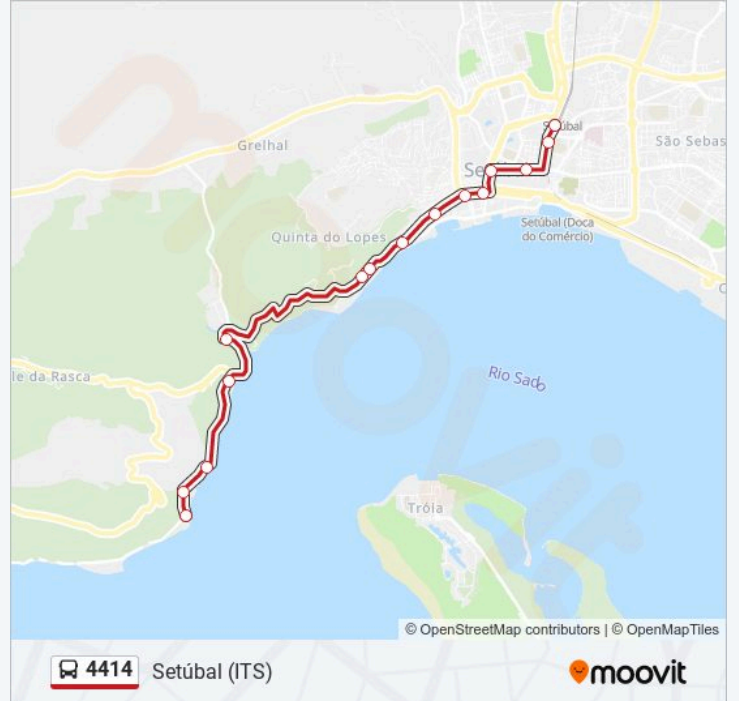 Setúbal
Grelhal
São Sebas
Se
Setúbal (Doca
do Comércio)
Quinta do Lopes
le da Rasca
Rio Sado
Tróia
© OpenStreetMap contributors | © OpenMapTiles
4414 Setúbal (ITS)
moovit